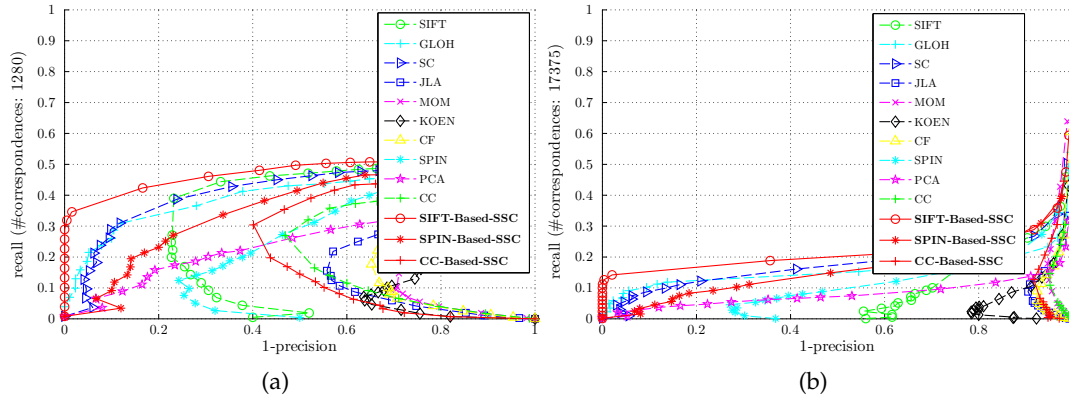 1
0.9
0.8
0.7
0.6
0.5
0.4
0.3
0.2
0.1
0
recall (#correspondences: 1280)
0
0.2
0.4
0.6
0.8
1
1-precision
SIFT
GLOH
SC
JLA
MOM
KOEN
CF
SPIN
PCA
CC
SIFT-Based-SSC
SPIN-Based-SSC
CC-Based-SSC
(a)
1
0.9
0.8
0.7
0.6
0.5
0.4
0.3
0.2
0.1
0
recall (#correspondences: 17375)
0
0.2
0.4
0.6
0.8
1-precision
SIFT
GLOH
SC
JLA
MOM
KOEN
CF
SPIN
PCA
CC
SIFT-Based-SSC
SPIN-Based-SSC
CC-Based-SSC
(b)